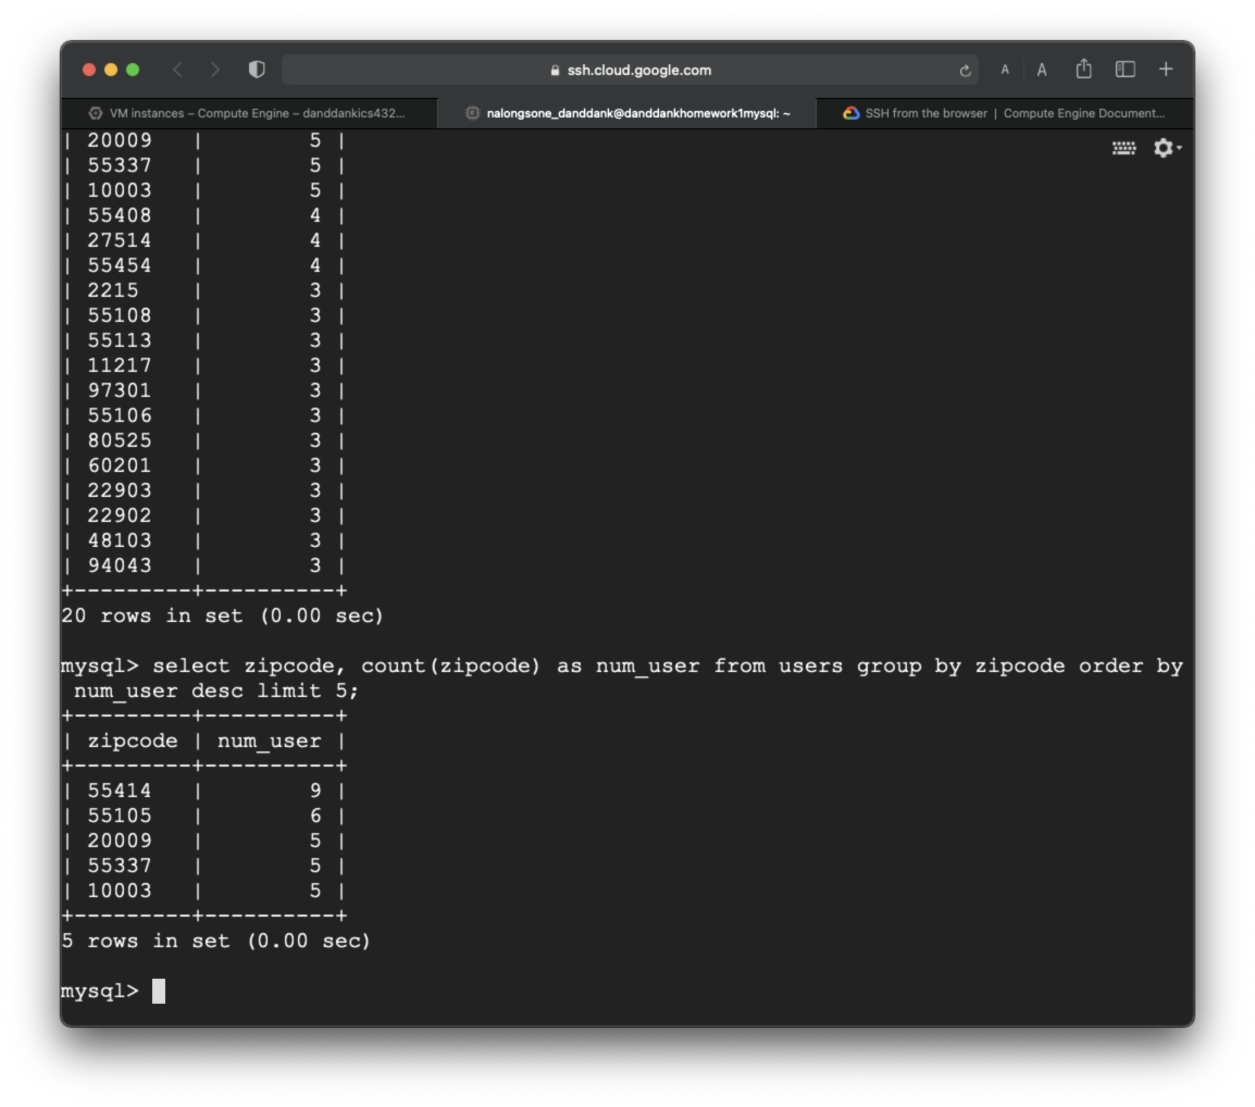 ssh.cloud.google.com
A A
VM instances – Compute Engine – danddankics432...
nalongsone_danddank@danddankhomework1mysql: ~
SSH from the browser | Compute Engine Document...
| 20009   |        5 |
| 55337   |        5 |
| 10003   |        5 |
| 55408   |        4 |
| 27514   |        4 |
| 55454   |        4 |
| 2215    |        3 |
| 55108   |        3 |
| 55113   |        3 |
| 11217   |        3 |
| 97301   |        3 |
| 55106   |        3 |
| 80525   |        3 |
| 60201   |        3 |
| 22903   |        3 |
| 22902   |        3 |
| 48103   |        3 |
| 94043   |        3 |
+---------+----------+
20 rows in set (0.00 sec)
mysql> select zipcode, count(zipcode) as num_user from users group by zipcode order by
 num_user desc limit 5;
+---------+----------+
| zipcode | num_user |
+---------+----------+
| 55414   |        9 |
| 55105   |        6 |
| 20009   |        5 |
| 55337   |        5 |
| 10003   |        5 |
+---------+----------+
5 rows in set (0.00 sec)
mysql>